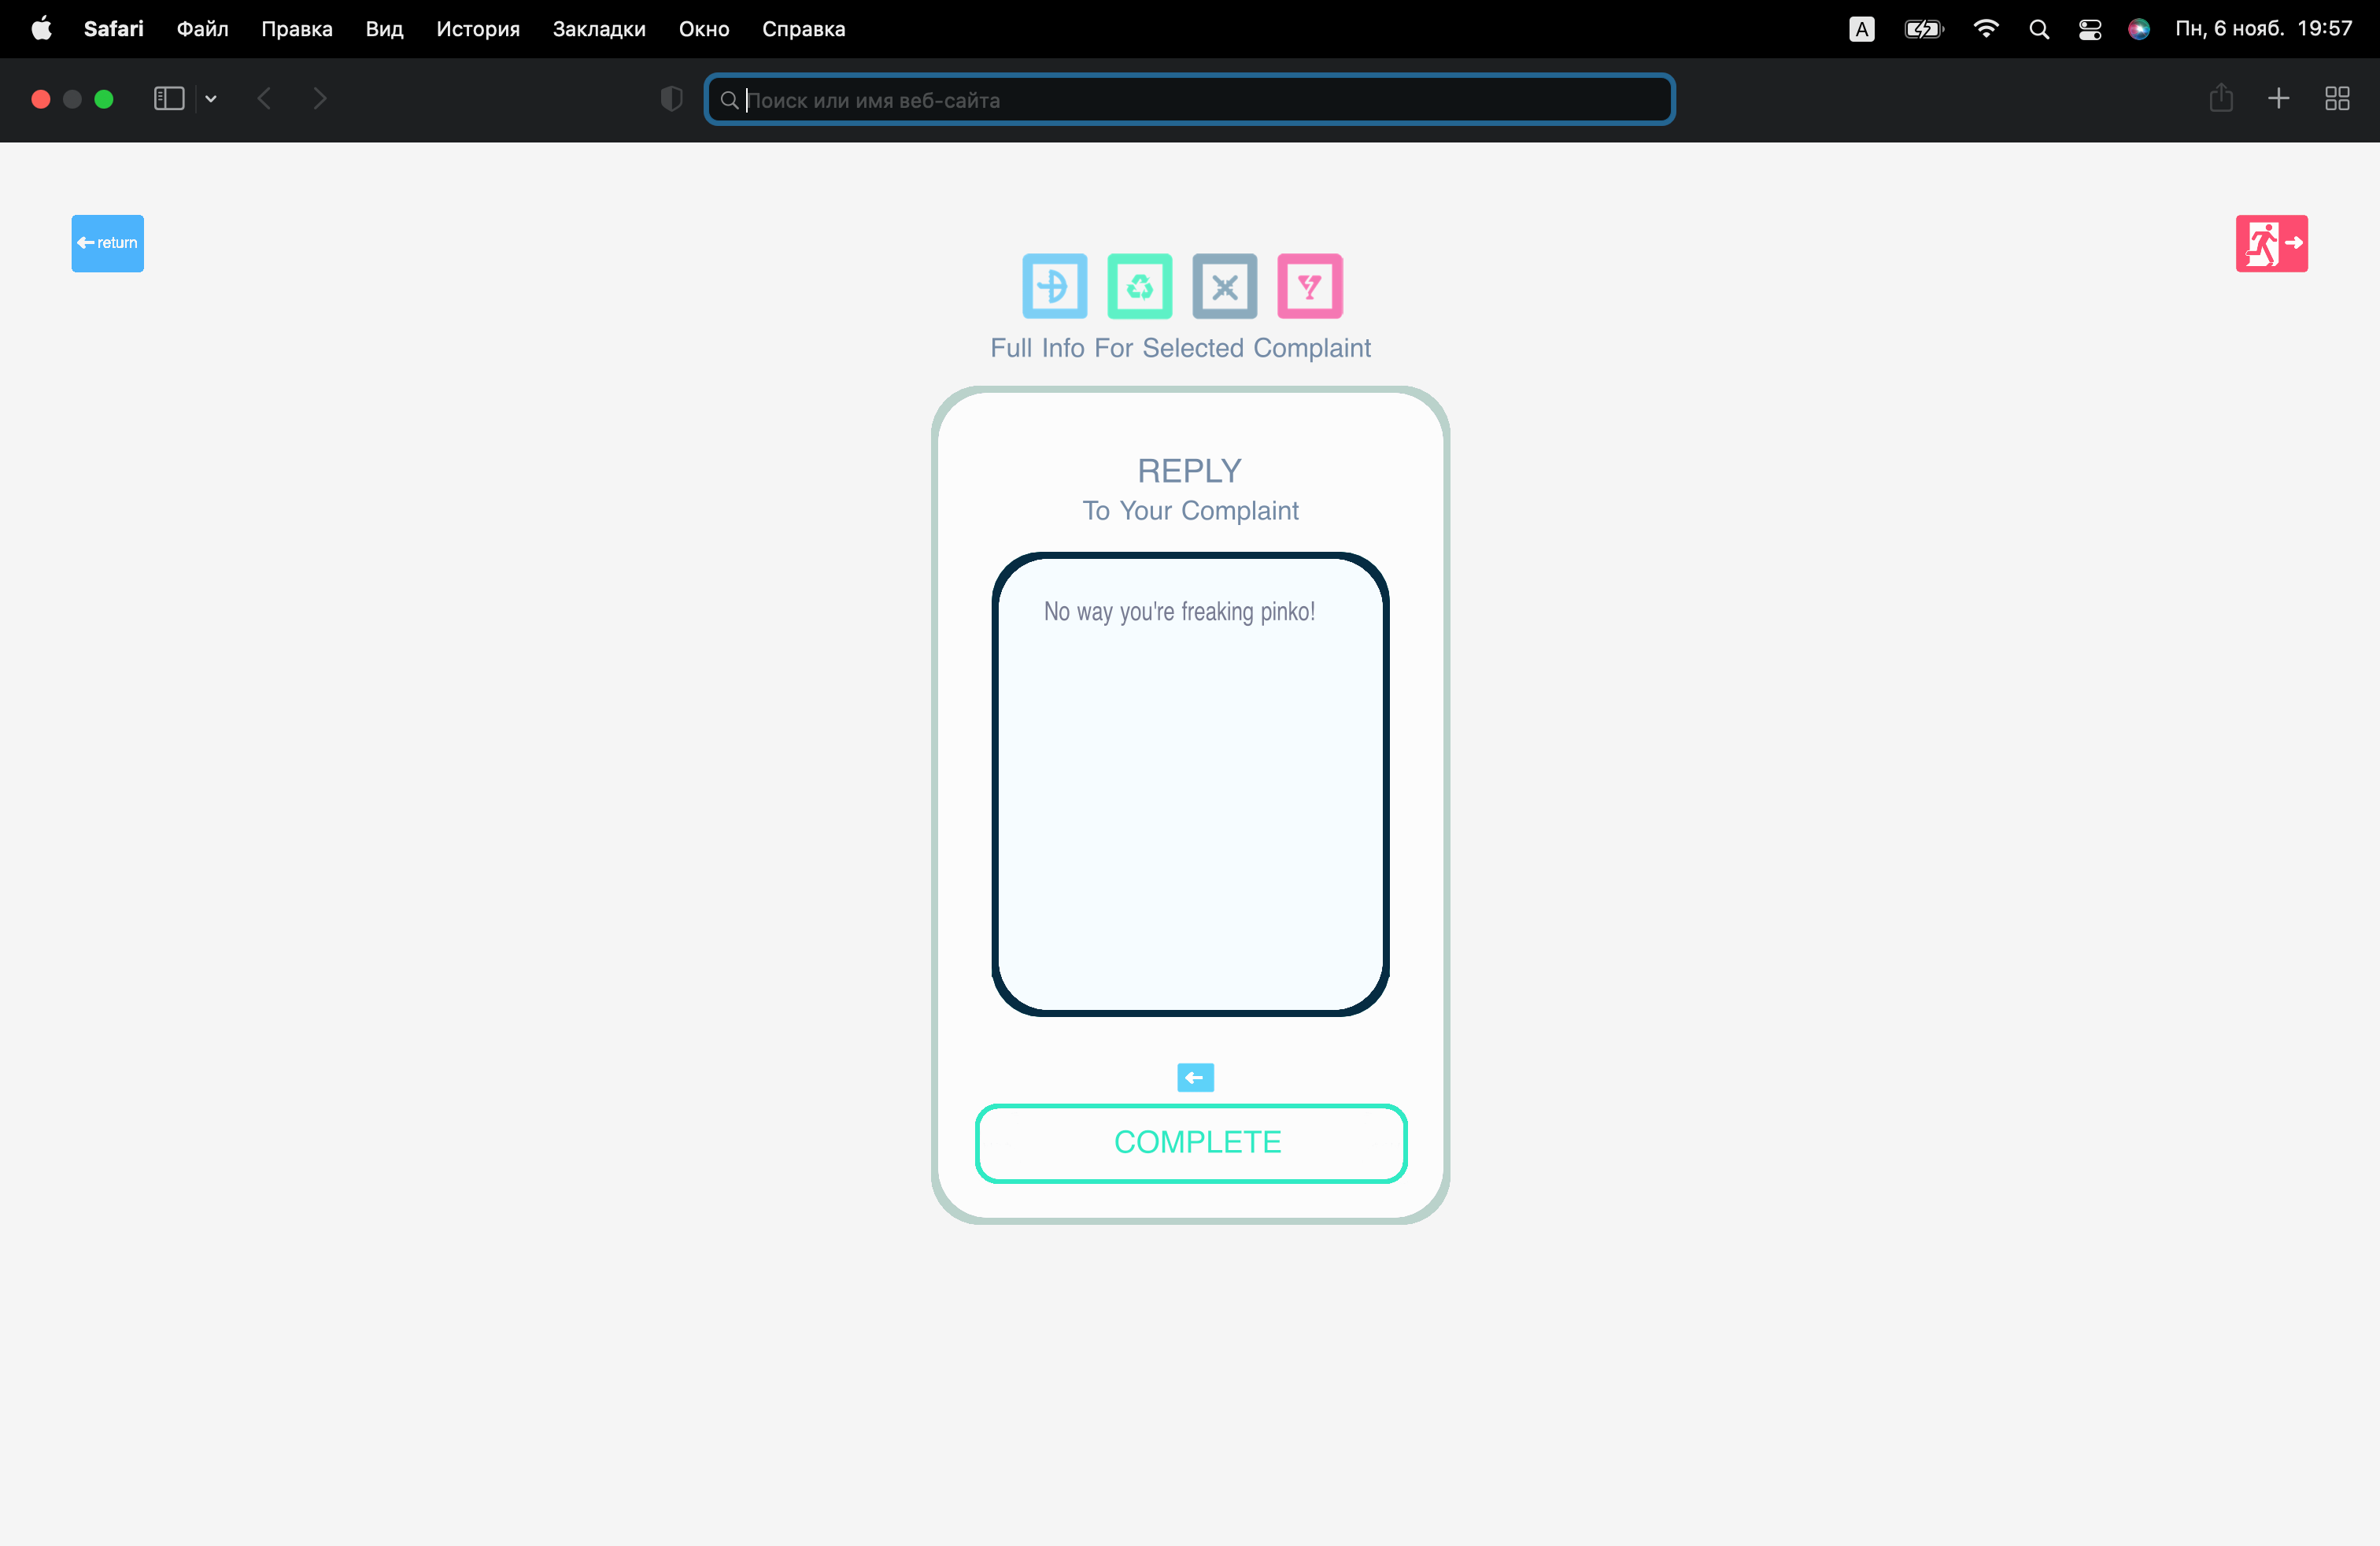 Safari Файл Правка Вид История Закладки Окно Справка A Пн, 6 нояб. 19:57
Поиск или имя веб-сайта
return
Full Info For Selected Complaint
REPLY
To Your Complaint
No way you're freaking pinko!
COMPLETE